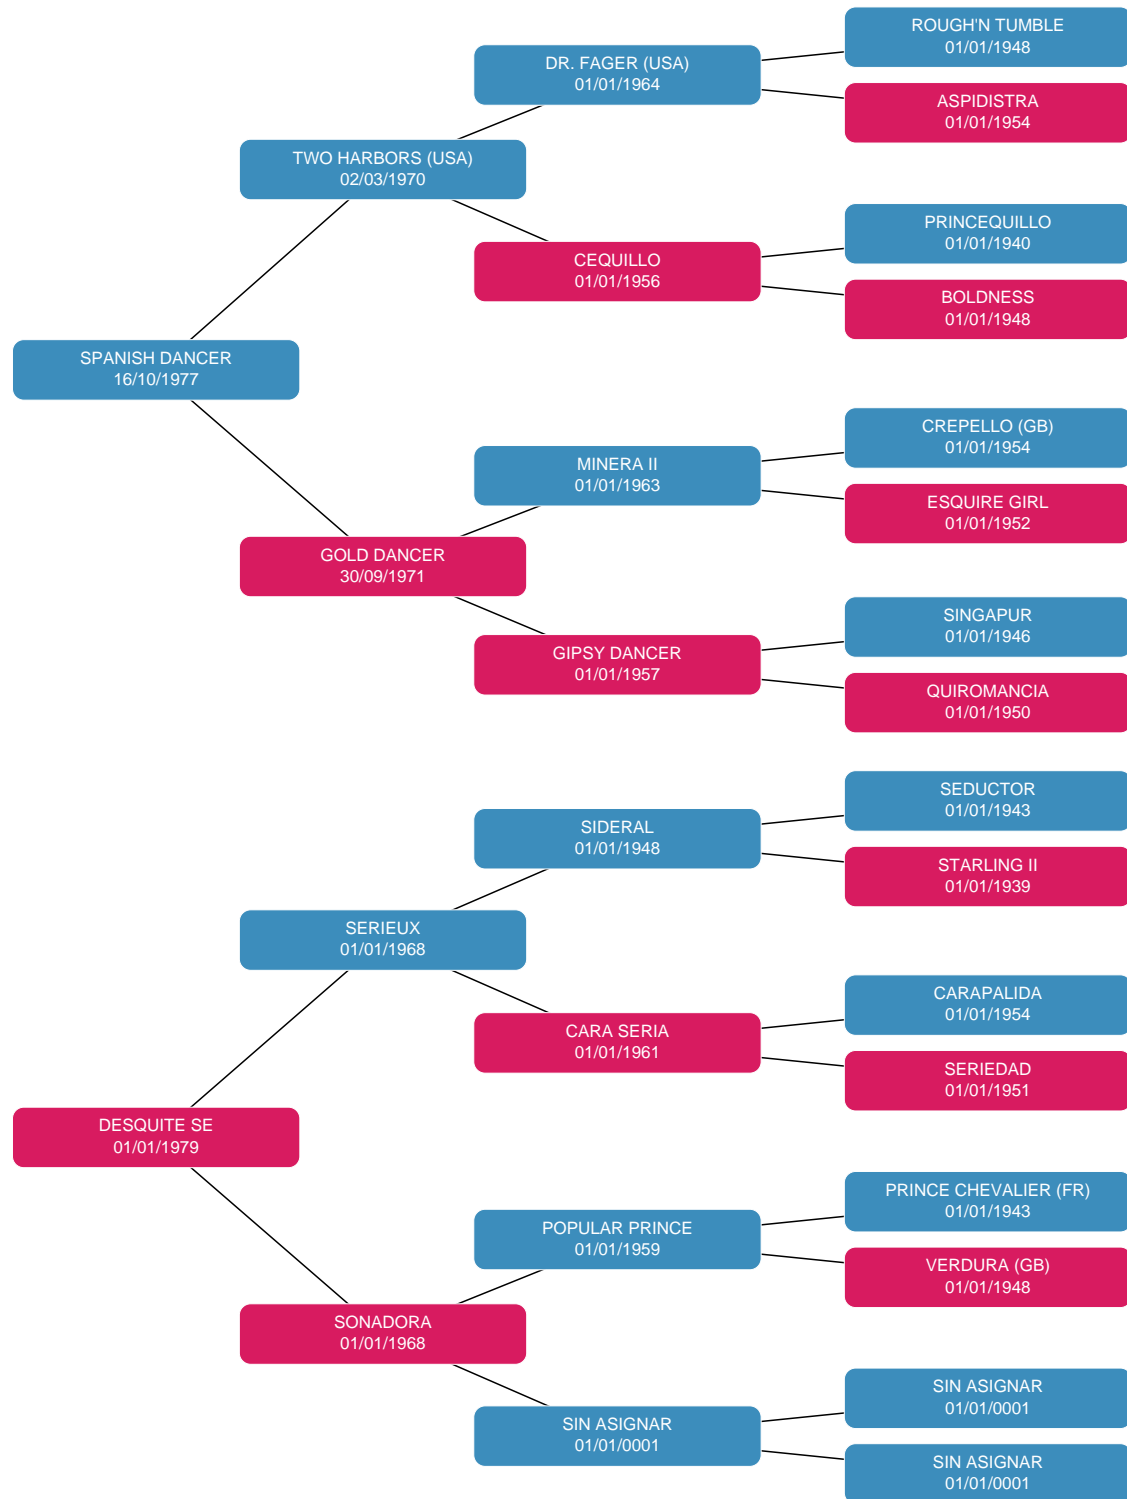 ROUGH'N TUMBLE
01/01/1948
DR. FAGER (USA)
01/01/1964
ASPIDISTRA
01/01/1954
TWO HARBORS (USA)
02/03/1970
PRINCEQUILLO
01/01/1940
CEQUILLO
01/01/1956
BOLDNESS
01/01/1948
SPANISH DANCER
16/10/1977
CREPELLO (GB)
01/01/1954
MINERA II
01/01/1963
ESQUIRE GIRL
01/01/1952
GOLD DANCER
30/09/1971
SINGAPUR
01/01/1946
GIPSY DANCER
01/01/1957
QUIROMANCIA
01/01/1950
SEDUCTOR
01/01/1943
SIDERAL
01/01/1948
STARLING II
01/01/1939
SERIEUX
01/01/1968
CARAPALIDA
01/01/1954
CARA SERIA
01/01/1961
SERIEDAD
01/01/1951
DESQUITE SE
01/01/1979
PRINCE CHEVALIER (FR)
01/01/1943
POPULAR PRINCE
01/01/1959
VERDURA (GB)
01/01/1948
SONADORA
01/01/1968
SIN ASIGNAR
01/01/0001
SIN ASIGNAR
01/01/0001
SIN ASIGNAR
01/01/0001